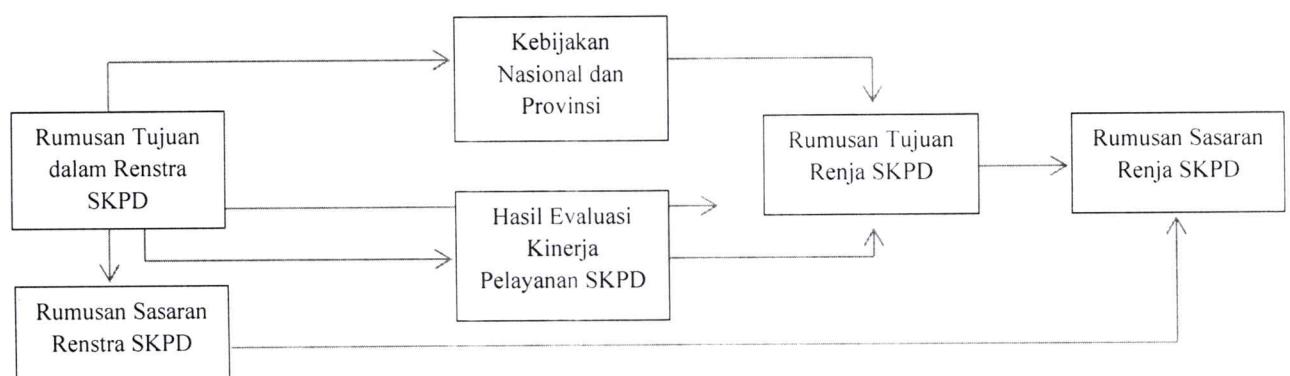 Kebijakan
Nasional dan
Provinsi
Rumusan Tujuan
dalam Renstra
SKPD
Rumusan Tujuan
Renja SKPD
Rumusan Sasaran
Renja SKPD
Hasil Evaluasi
Kinerja
Pelayanan SKPD
Rumusan Sasaran
Renstra SKPD